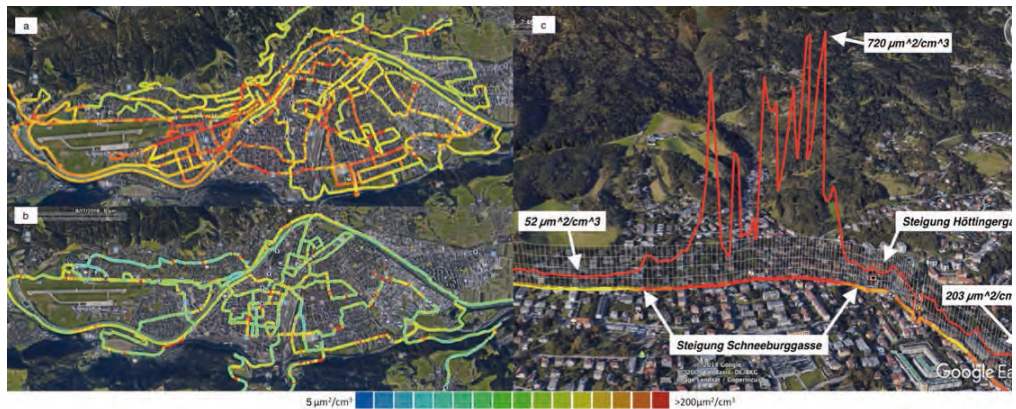 a
b
c
720 µm^2/cm^3
52 µm^2/cm^3
Steigung Höttingerga
203 µm^2/cm
Steigung Schneeburggasse
Google Ea
5 µm²/cm³
>200µm²/cm³